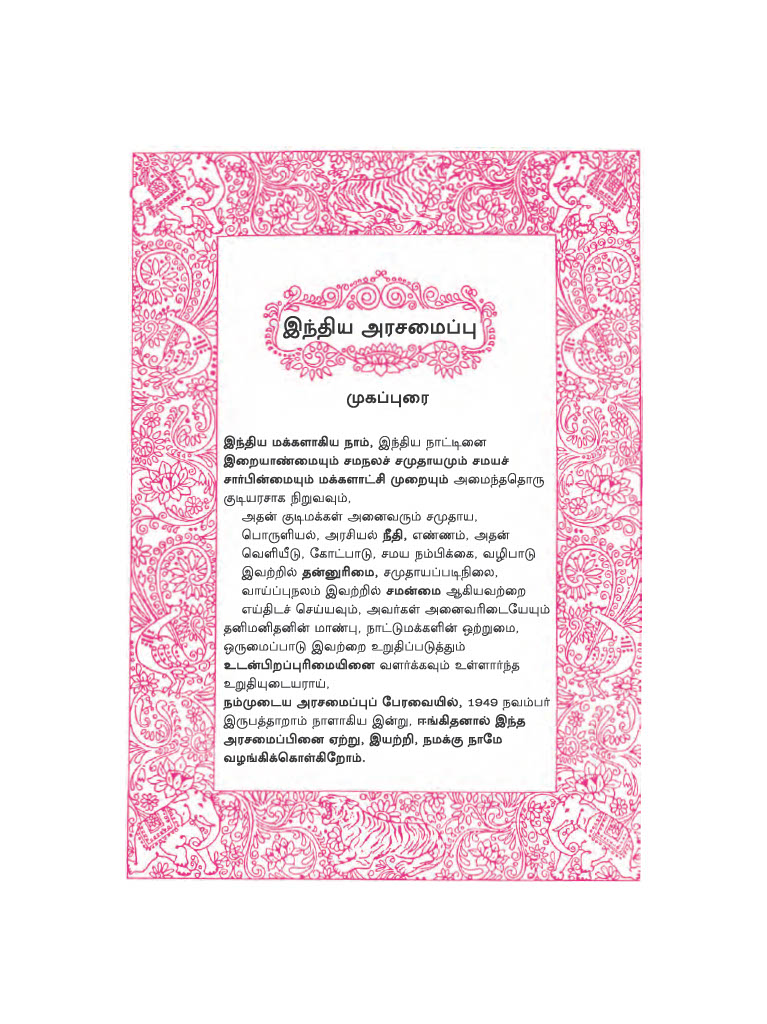 இந்திய அரசமைப்பு
முகப்புரை
இந்திய மக்களாகிய நாம், இந்திய நாட்டினை
இறையாண்மையும் சமநலச் சமுதாயமும் சமயச்
சார்பின்மையும் மக்களாட்சி முறையும் அமைந்ததொரு
குடியரசாக நிறுவவும்,
அதன் குடிமக்கள் அனைவரும் சமுதாய,
பொருளியல், அரசியல் நீதி, எண்ணம், அதன்
வெளியீடு, கோட்பாடு, சமய நம்பிக்கை, வழிபாடு
இவற்றில் தன்னுரிமை, சமுதாயப்படிநிலை,
வாய்ப்புநலம் இவற்றில் சமன்மை ஆகியவற்றை
எய்திடச் செய்யவும், அவர்கள் அனைவரிடையேயும்
தனிமனிதனின் மாண்பு, நாட்டுமக்களின் ஒற்றுமை,
ஒருமைப்பாடு இவற்றை உறுதிப்படுத்தும்
உடன்பிறப்புரிமையினை வளர்க்கவும் உள்ளார்ந்த
உறுதியுடையராய்,
நம்முடைய அரசமைப்புப் பேரவையில், 1949 நவம்பர்
இருபத்தாறாம் நாளாகிய இன்று, ஈங்கிதனால் இந்த
அரசமைப்பினை ஏற்று, இயற்றி, நமக்கு நாமே
வழங்கிக்கொள்கிறோம்.